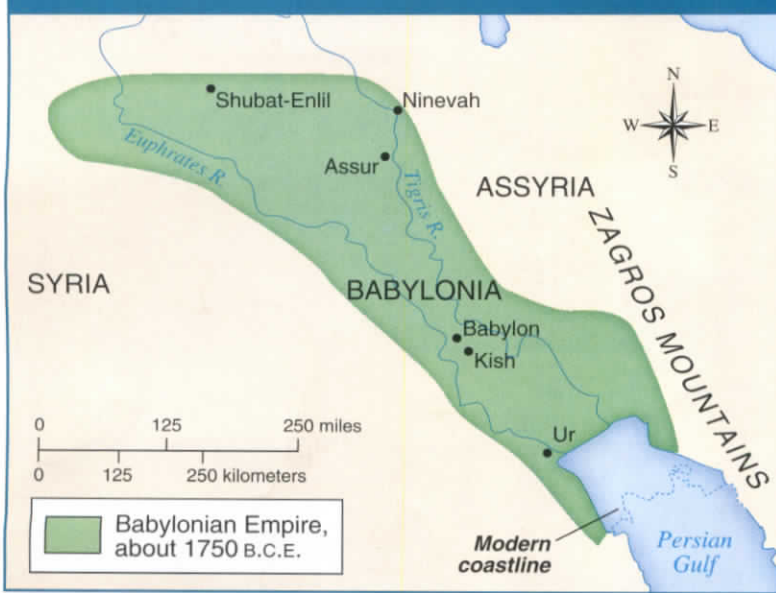 Shubat-Enlil
Ninevah
Euphrates R.
Assur
Tigris R.
N
W E
S
ASSYRIA
ZAGROS MOUNTAINS
SYRIA
BABYLONIA
Babylon
Kish
Ur
0 125 250 miles
0 125 250 kilometers
Babylonian Empire,
about 1750 B.C.E.
Modern
coastline
Persian
Gulf